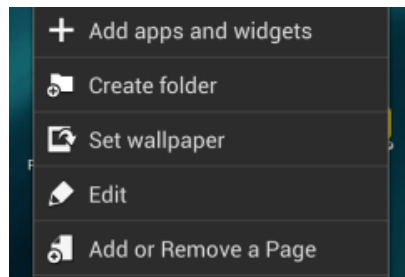 Add apps and widgets
Create folder
Set wallpaper
Edit
Add or Remove a Page